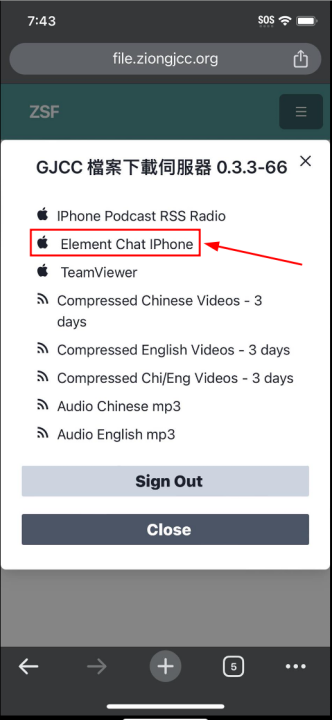 7:43 SOS
file.ziongjcc.org
ZSF
GJCC 檔案下載伺服器 0.3.3-66
IPhone Podcast RSS Radio
Element Chat IPhone
TeamViewer
Compressed Chinese Videos - 3
days
Compressed English Videos - 3 days
Compressed Chi/Eng Videos - 3 days
Audio Chinese mp3
Audio English mp3
Sign Out
Close
5